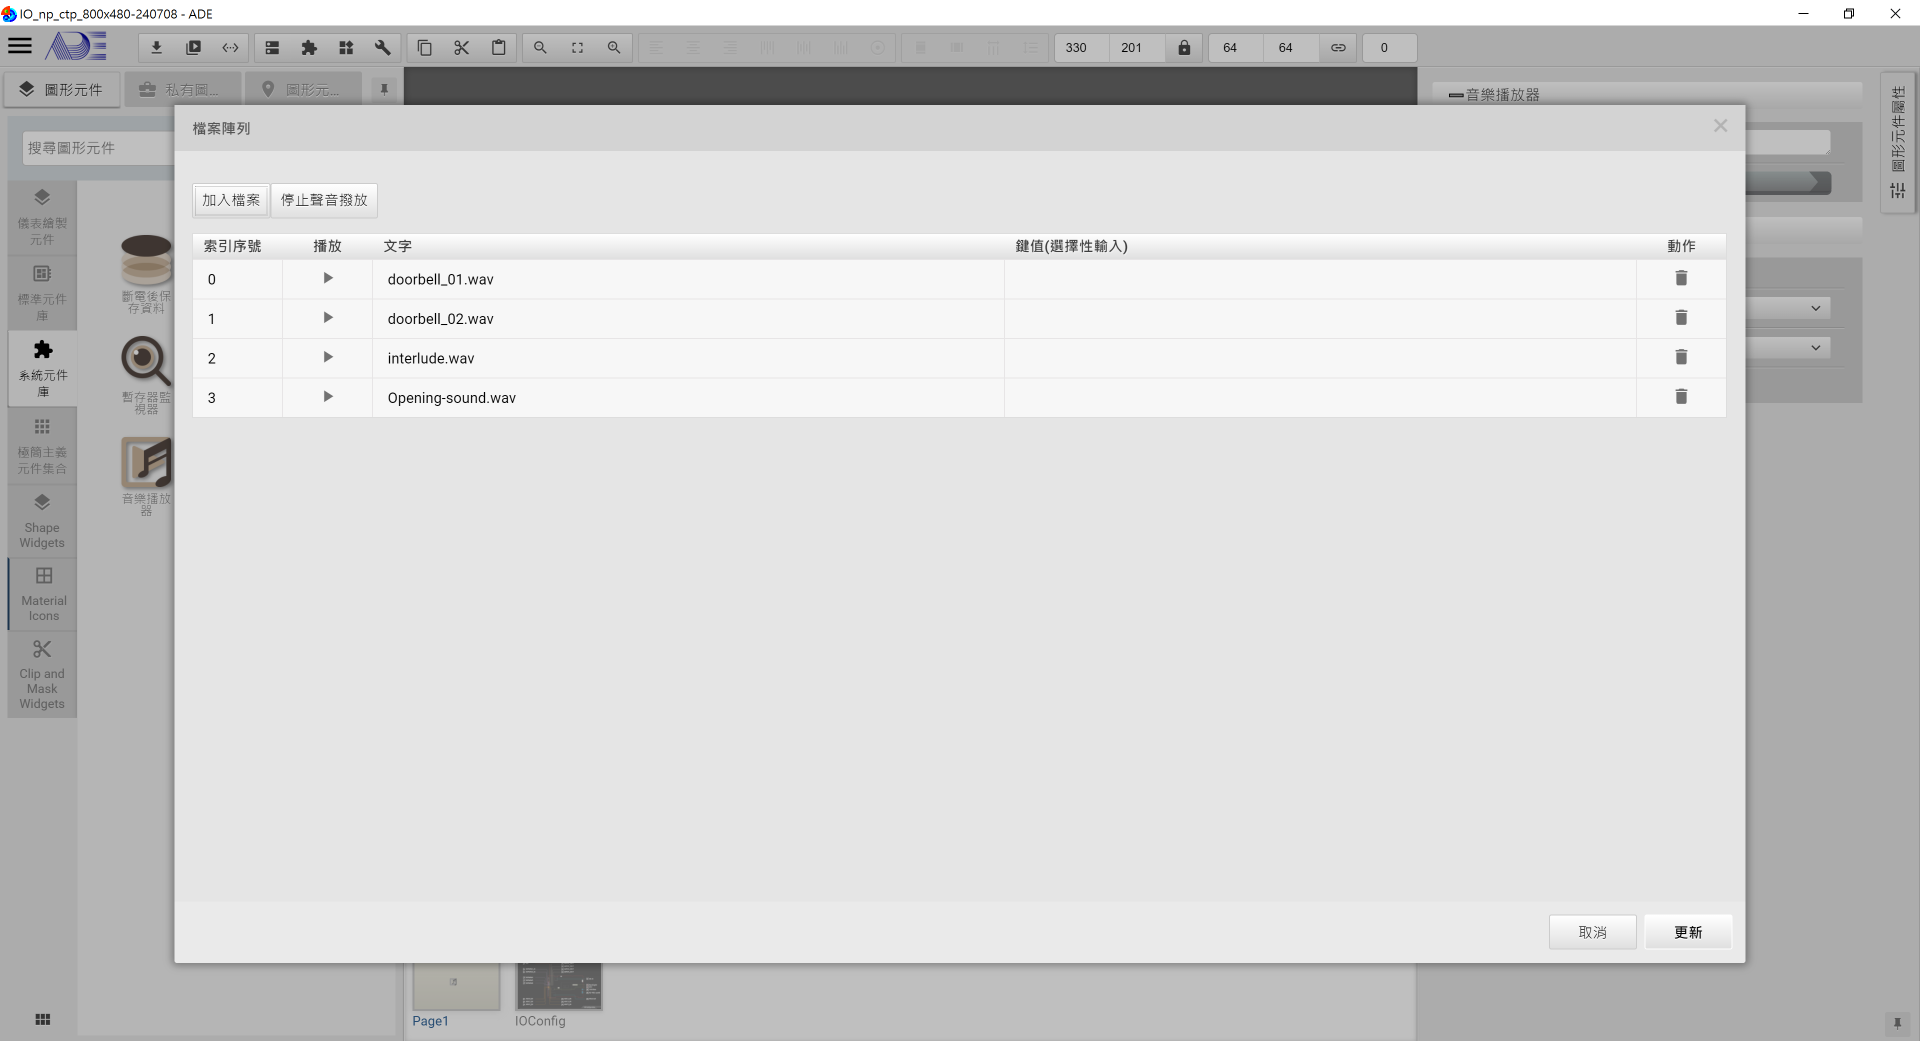 IO_np_ctp_800x480-240708 - ADE
ADE
330
201
64
64
0
圖形元件
私有圖...
圖形元...
音樂播放器
圖形元件屬性
搜尋圖形元件
儀表繪製
元件
標準元件
庫
系統元件
庫
極簡主義
元件集合
Shape
Widgets
Material
Icons
Clip and
Mask
Widgets
斷電後保
存資料
暫存器監
視器
音樂播放
器
檔案陣列
加入檔案
停止聲音撥放
索引序號 播放 文字 鍵值(選擇性輸入) 動作
0 doorbell_01.wav
1 doorbell_02.wav
2 interlude.wav
3 Opening-sound.wav
取消
更新
Page1
IOConfig